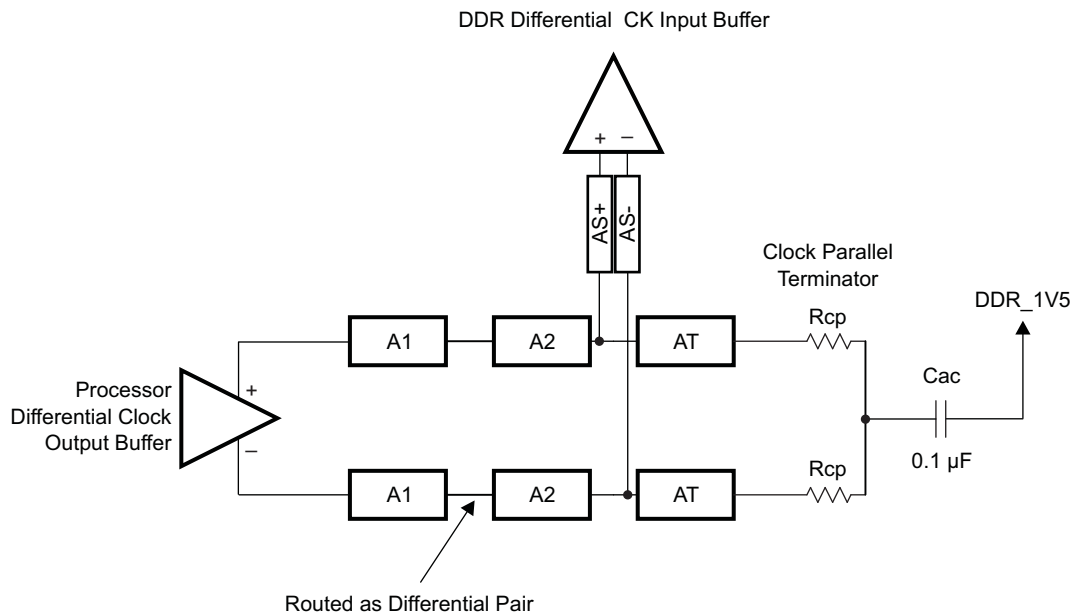 DDR Differential CK Input Buffer
+ −
AS+
AS-
Clock Parallel
Terminator
DDR_1V5
A1
A2
AT
Rcp
Processor
Differential Clock
Output Buffer
+
−
Cac
0.1 µF
A1
A2
AT
Rcp
Routed as Differential Pair